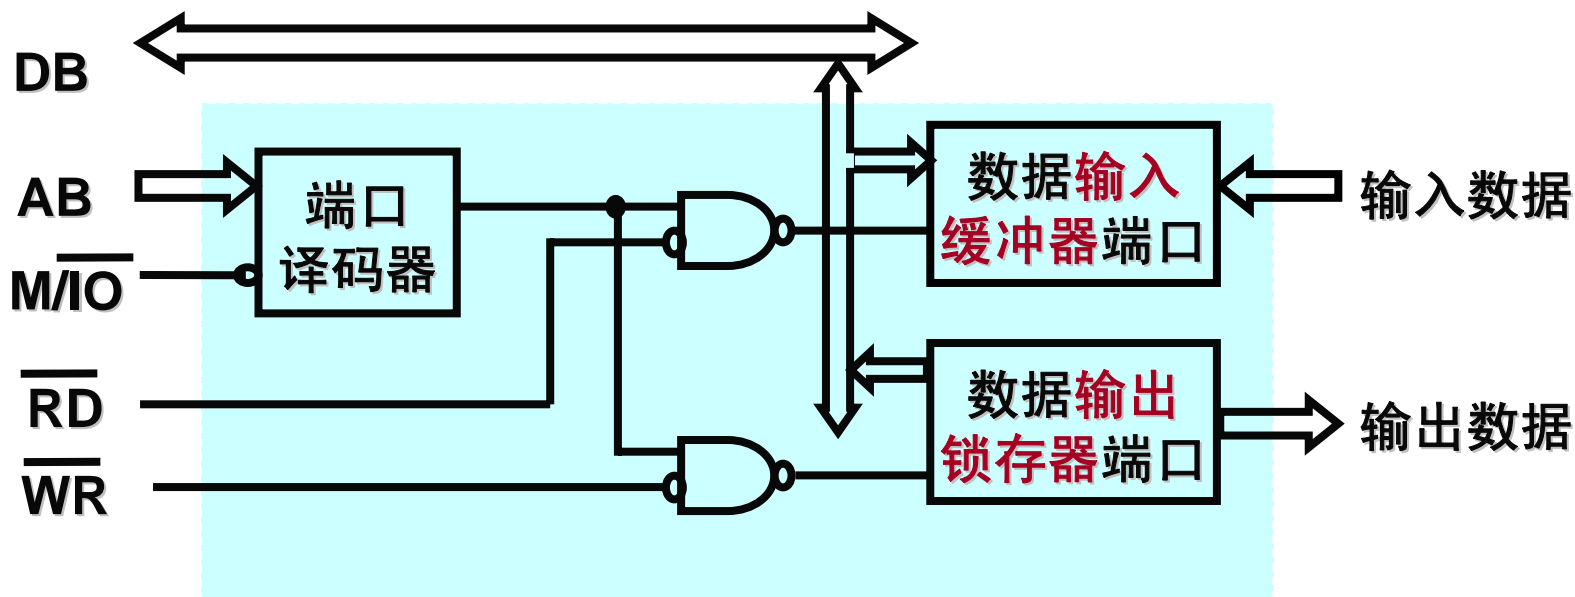 DB
AB
M/IO
RD
WR
端口
译码器
数据输入
缓冲器端口
数据输出
锁存器端口
输入数据
输出数据